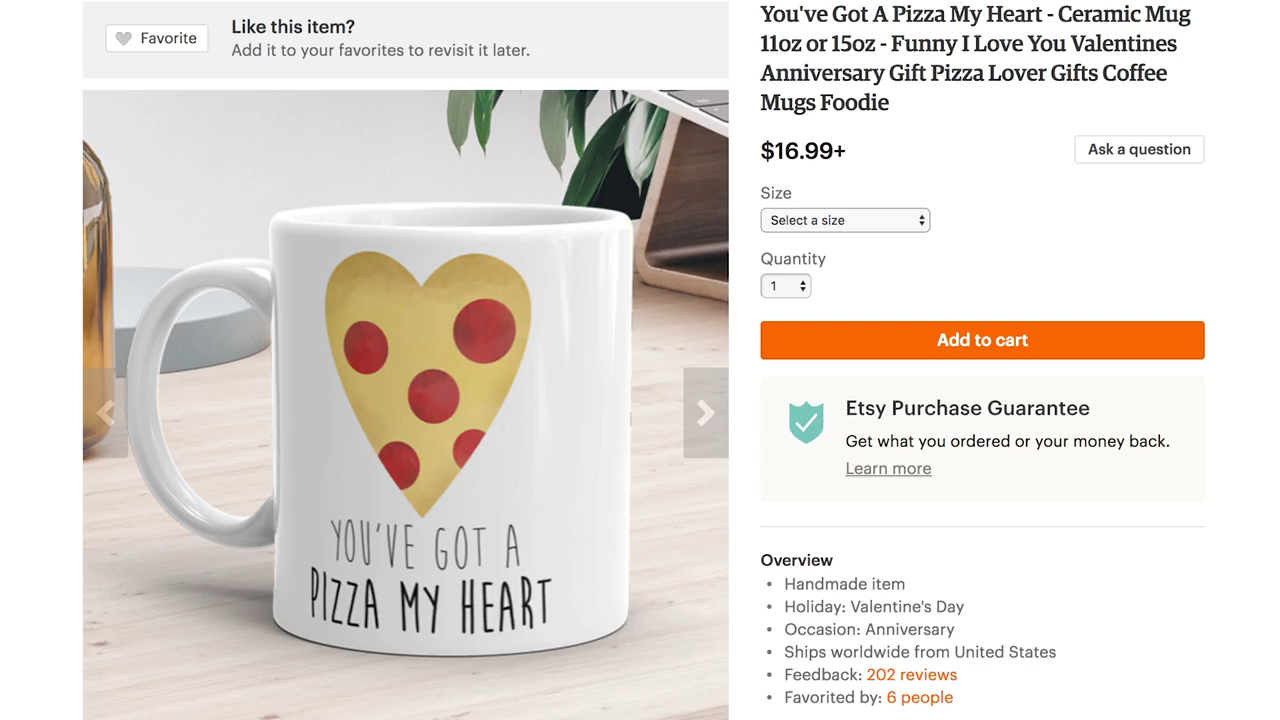 Favorite
Like this item?
Add it to your favorites to revisit it later.
YOU'VE GOT A
PIZZA MY HEART
You've Got A Pizza My Heart - Ceramic Mug
11oz or 15oz - Funny I Love You Valentines
Anniversary Gift Pizza Lover Gifts Coffee
Mugs Foodie
$16.99+
Ask a question
Size
Select a size
Quantity
1
Add to cart
Etsy Purchase Guarantee
Get what you ordered or your money back.
Learn more
Overview
• Handmade item
• Holiday: Valentine's Day
• Occasion: Anniversary
• Ships worldwide from United States
• Feedback: 202 reviews
• Favorited by: 6 people